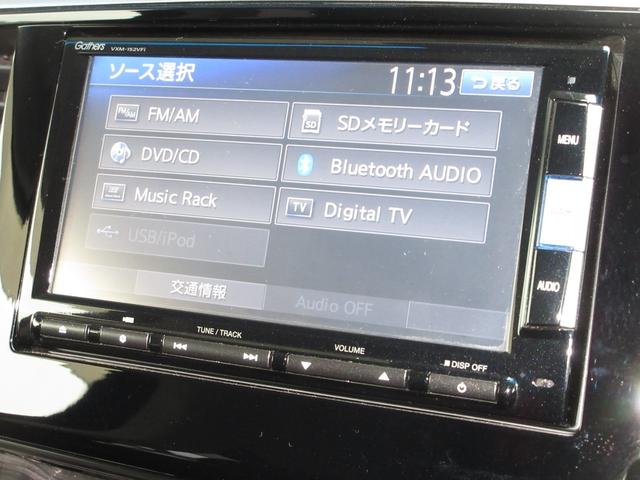 Gathers VXM-152VFi
ソース選択
11:13
戻る
FM/AM
SDメモリーカード
SD
DVD/CD
Bluetooth AUDIO
Music Rack
TV
Digital TV
USB/iPod
交通情報
Audio OFF
MENU
AUDIO
TUNE / TRACK
VOLUME
DISP OFF